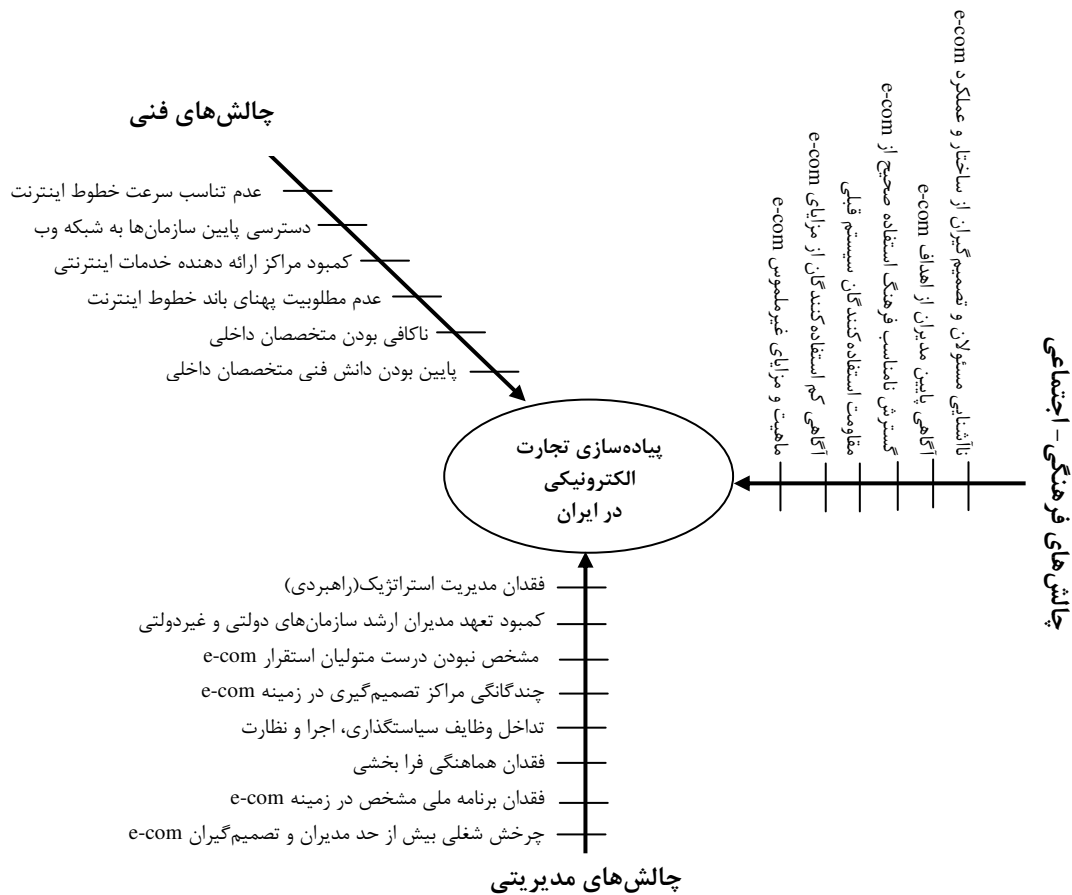 چالش‌های فنی
عدم تناسب سرعت خطوط اینترنت
دسترسی پایین سازمان‌ها به شبکه وب
کمبود مراکز ارائه دهنده خدمات اینترنتی
عدم مطلوبیت پهنای باند خطوط اینترنت
ناکافی بودن متخصصان داخلی
پایین بودن دانش فنی متخصصان داخلی
چالش‌های فرهنگی - اجتماعی
ناآشنایی مسئولان و تصمیم‌گیران از ساختار و عملکرد e-com
آگاهی پایین مدیران از اهداف e-com
گسترش نامناسب فرهنگ استفاده صحیح از e-com
مقاومت استفاده‌کنندگان سیستم قبلی
آگاهی کم استفاده‌کنندگان از مزایای e-com
ماهیت و مزایای غیرملموس e-com
پیاده‌سازی تجارت
الکترونیکی
در ایران
فقدان مدیریت استراتژیک(راهبردی)
کمبود تعهد مدیران ارشد سازمان‌های دولتی و غیردولتی
مشخص نبودن درست متولیان استقرار e-com
چندگانگی مراکز تصمیم‌گیری در زمینه e-com
تداخل وظایف سیاستگذاری، اجرا و نظارت
فقدان هماهنگی فرا بخشی
فقدان برنامه ملی مشخص در زمینه e-com
چرخش شغلی بیش از حد مدیران و تصمیم‌گیران e-com
چالش‌های مدیریتی